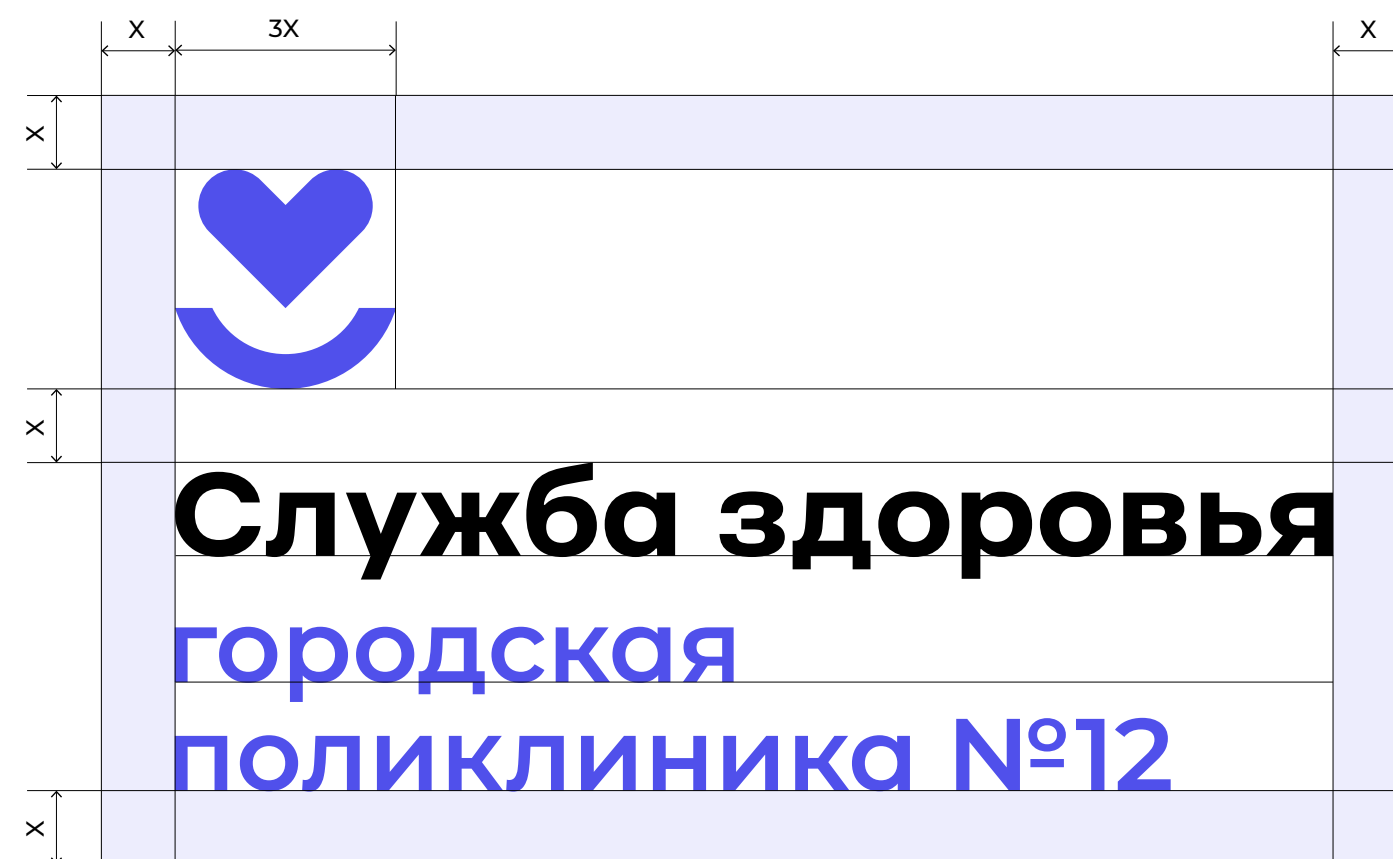 X 3X X
X
X
Служба здоровья
городская
поликлиника №12
X